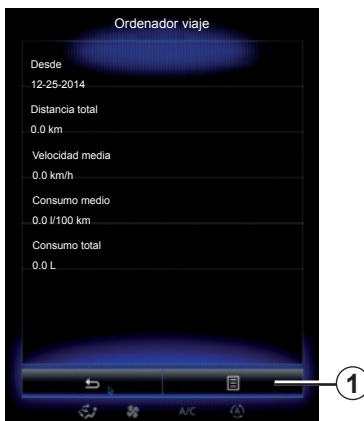 Ordenador viaje
Desde
12-25-2014
Distancia total
0.0 km
Velocidad media
0.0 km/h
Consumo medio
0.0 l/100 km
Consumo total
0.0 L
1
A/C
A